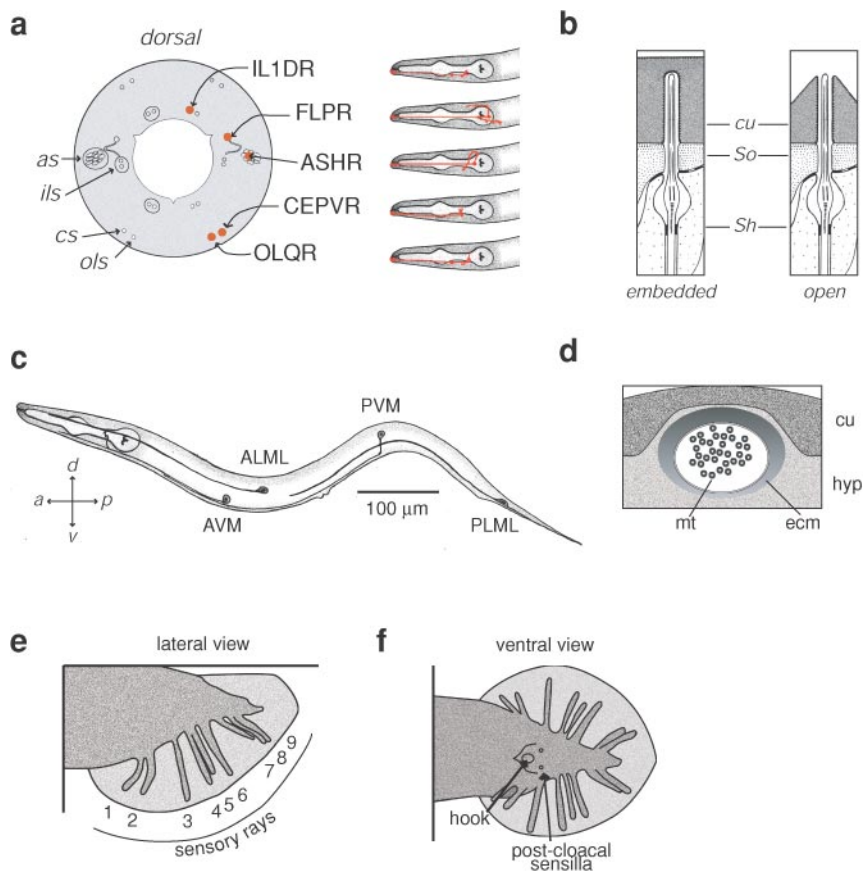 a
dorsal
IL1DR
FLPR
ASHR
CEPVR
OLQR
as
ils
cs
ols
b
cu
So
Sh
embedded
open
c
PVM
ALML
AVM
PLML
100 μm
d
a
p
v
d
cu
hyp
mt
ecm
e
lateral view
1 2 3 4 5 6 7 8 9
sensory rays
f
ventral view
hook
post-cloacal
sensilla